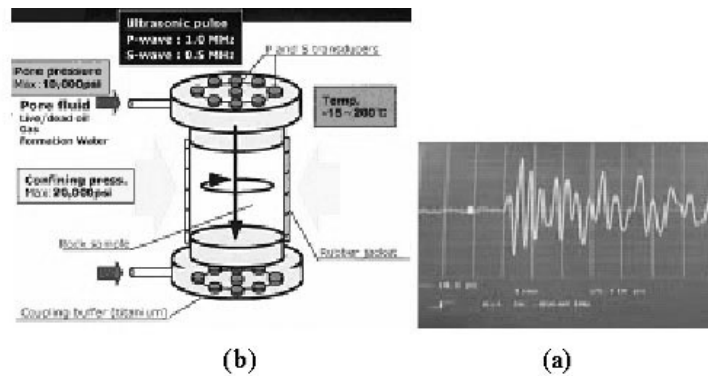 Ultrasonic pulse
P-wave : 1.0 MHz
S-wave : 0.5 MHz
P and S transducers
Pore pressure
Max: 10,000psi
Pore fluid
Live/dead oil
Gas
Formation Water
Temp.
-15~200℃
Confining press.
Max: 20,000psi
Rock sample
Rubber jacket
Coupling buffer (titanium)
(b)
(a)